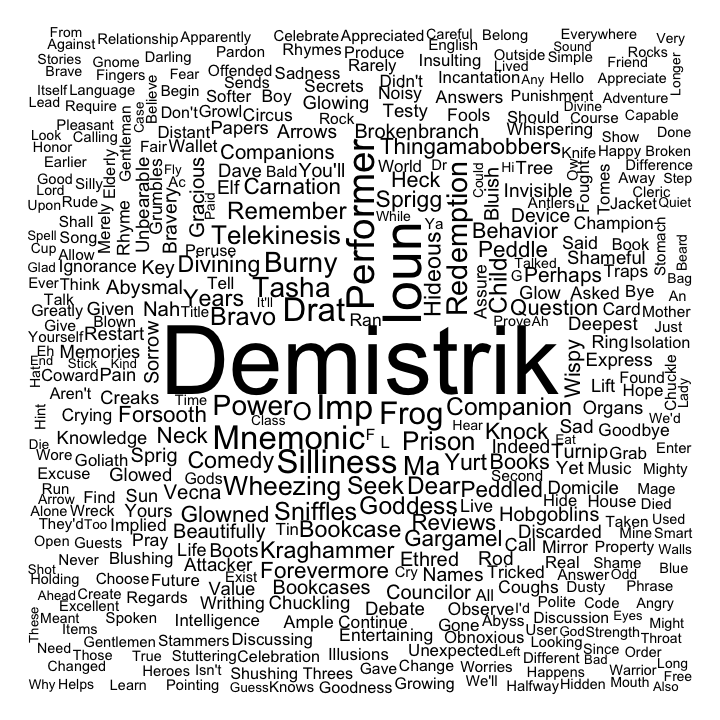 From Relationship Apparently Celebrate Appreciated Careful Belong Everywhere Very
Against Gnome Darling Pardon Rhymes Produce English Outside Sound Rocks
Stories Fingers Fear Offended Sadness Rarely Insulting Lived Simple Friend Longer
Brave Begin Sends Secrets Didn't Incantation Any Hello Appreciate
Itself Language Believe Softer Boy Glowing Noisy Answers Punishment Adventure
Lead Require Case Don't Growl Circus Rock Testy Fools Should Divine Course Capable
Pleasant Gentleman Distant Papers Arrows Brokenbranch Whispering Show Done
Look Calling Fair Wallet Companions Thingamabobbers Knife Happy Broken
Honor Elderly Unbearable Grumbles Fly Gracious Dave Bald You'll Performer World Dr Redemption Could Hi Tree Owl Fought Tomes Difference
Earlier Ac Elf Carnation Heck Bluish Invisible Away Step
Good Silly Bravery Paid Sprigg Antlers Jacket Cleric Quiet
Lord Rude Merely Rhyme Remember While Ya Device Champion
Upon Shall Telekinesis Ioun Hideous Behavior Said Book Stomach Beard
Spell Song Peruse Peddle Shameful
Cup Allow Divining Burny Assure Childe Talked Perhaps Traps Bag
Glad Ignorance Key Tell Tasha G Glow Asked Bye An
Ever Think Abysmal Years It'll Drat Question Card Mother
Talk Given Nah Title Bravo Ran Prove Ah Deepest Just
Greatly Blown Sorrow Demistrik Wispy Ring Isolation
Give Restart Express Chuckle
Yourself Memories Found Lady
Eh Stick Kind Lift Hope
End Coward Pain
Hat Aren't Creaks Time Power O Imp Frog Companion Organs We'd
Hint Crying Forsooth Class Hear Knock Sad Goodbye
Die Knowledge Neck Mnemonic F L Prison Indeed Eat Turnip Grab Enter
Wore Goliath Sprig Comedy Silliness Ma Yurt Books Yet Music Mighty
Excuse Glowed Gods Wheezing Seek Dear Second Peddled Domicile Mage
Run Find Sun Vecna Goddess Live Hide House Died
Arrow Wreck Yours Glowned Sniffles Reviews Hobgoblins Taken Used
Alone Too Implied Beautifully Tin Bookcase Gargamel Discarded Mine Smart
They'd Guests Pray Life Boots Kraghammer Call Mirror Property Walls
Open Never Blushing Attacker Forevermore Ethred Rod Real Shame Blue
Shot Choose Future Exist Cry Names Tricked Answer Odd
Holding Create Regards Value Bookcases Councilor All Coughs Dusty Phrase
Ahead Excellent Writhing Chuckling Debate Observe I'd Polite Code Angry
These Meant Spoken Intelligence Ample Continue Gone Abyss Discussion Eyes Might
Items Gentlemen Stammers Discussing Entertaining Obnoxious User God Strength Throat
Need Those True Stuttering Celebration Illusions Unexpected Left Looking Since Order
Changed Heroes Isn't Shushing Threes Gave Change Worries Different Bad Warrior Long
Why Helps Learn Pointing Guess Knows Goodness Growing We'll Happens Halfway Hidden Mouth Free Also